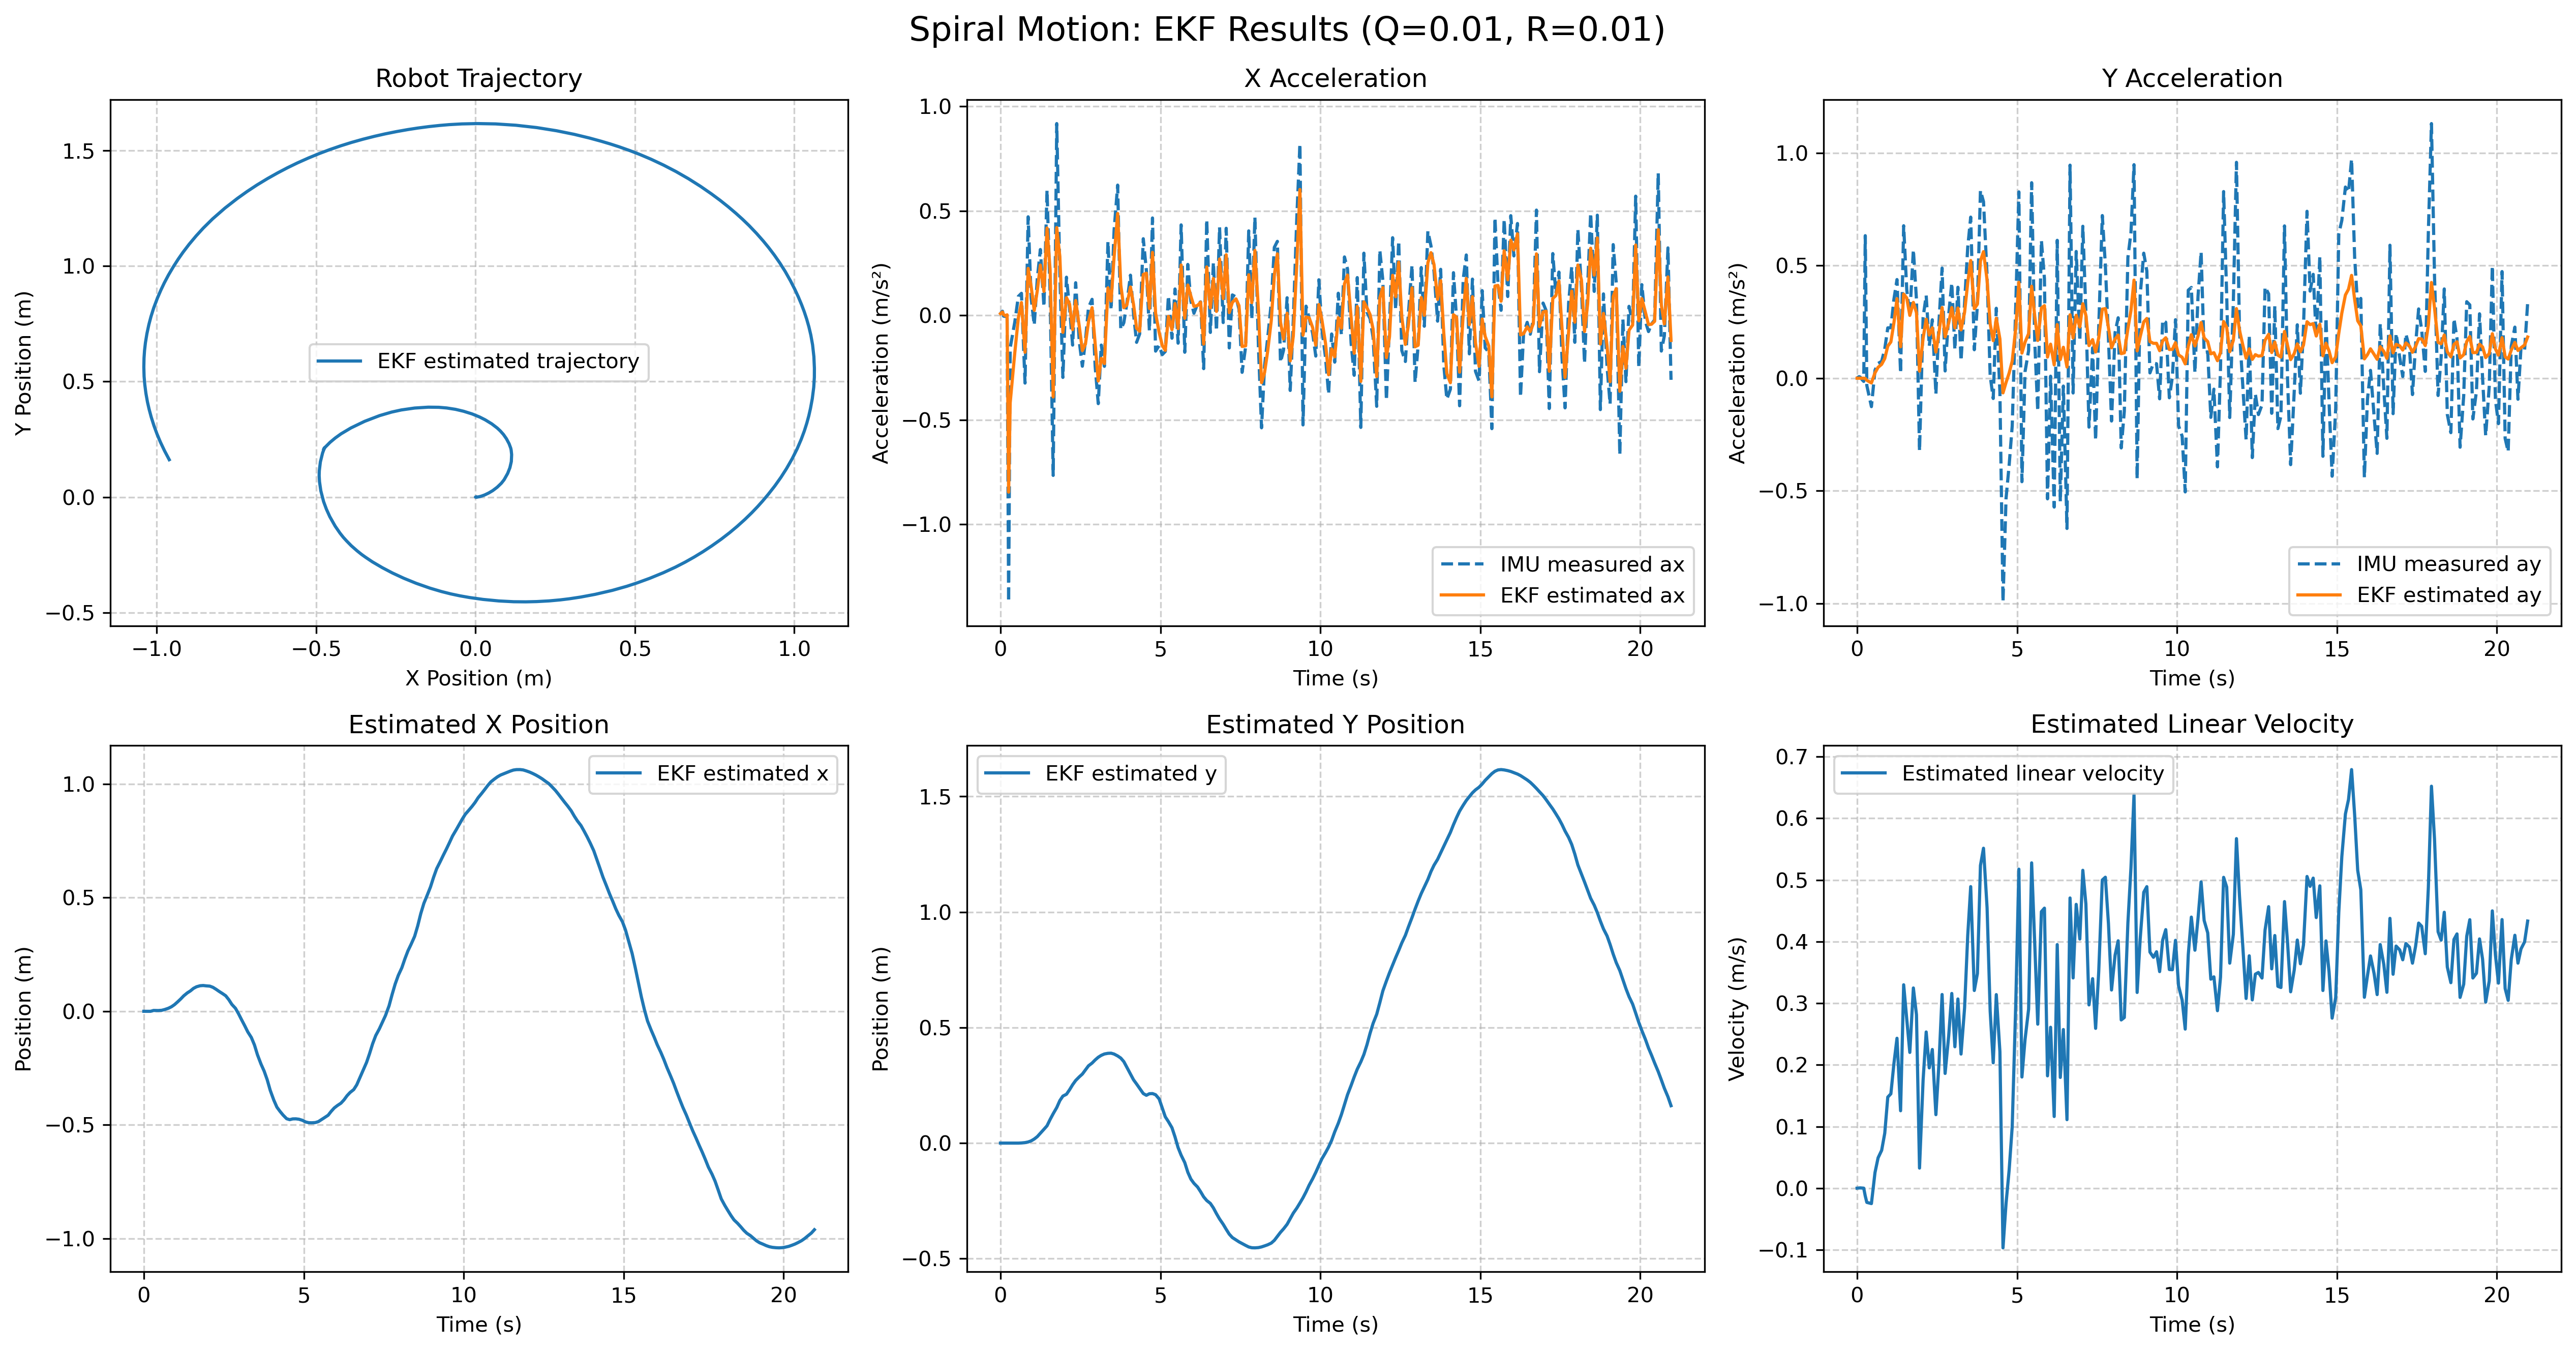 Spiral Motion: EKF Results (Q=0.01, R=0.01)
Robot Trajectory
Y Position (m)
1.5
1.0
0.5
0.0
−0.5
EKF estimated trajectory
−1.0
−0.5
0.0
0.5
1.0
X Position (m)
X Acceleration
Acceleration (m/s²)
1.0
0.5
0.0
−0.5
−1.0
IMU measured ax
EKF estimated ax
0
5
10
15
20
Time (s)
Y Acceleration
Acceleration (m/s²)
1.0
0.5
0.0
−0.5
−1.0
IMU measured ay
EKF estimated ay
0
5
10
15
20
Time (s)
Estimated X Position
Position (m)
1.0
0.5
0.0
−0.5
−1.0
EKF estimated x
0
5
10
15
20
Time (s)
Estimated Y Position
Position (m)
1.5
1.0
0.5
0.0
−0.5
EKF estimated y
0
5
10
15
20
Time (s)
Estimated Linear Velocity
Velocity (m/s)
0.7
0.6
0.5
0.4
0.3
0.2
0.1
0.0
−0.1
Estimated linear velocity
0
5
10
15
20
Time (s)